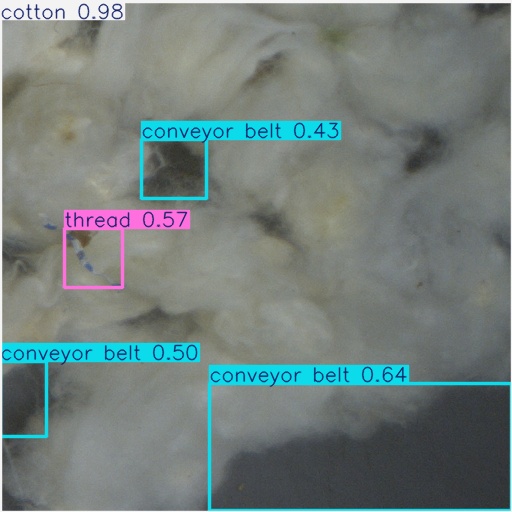 cotton 0.98
conveyor belt 0.43
thread 0.57
conveyor belt 0.50
conveyor belt 0.64